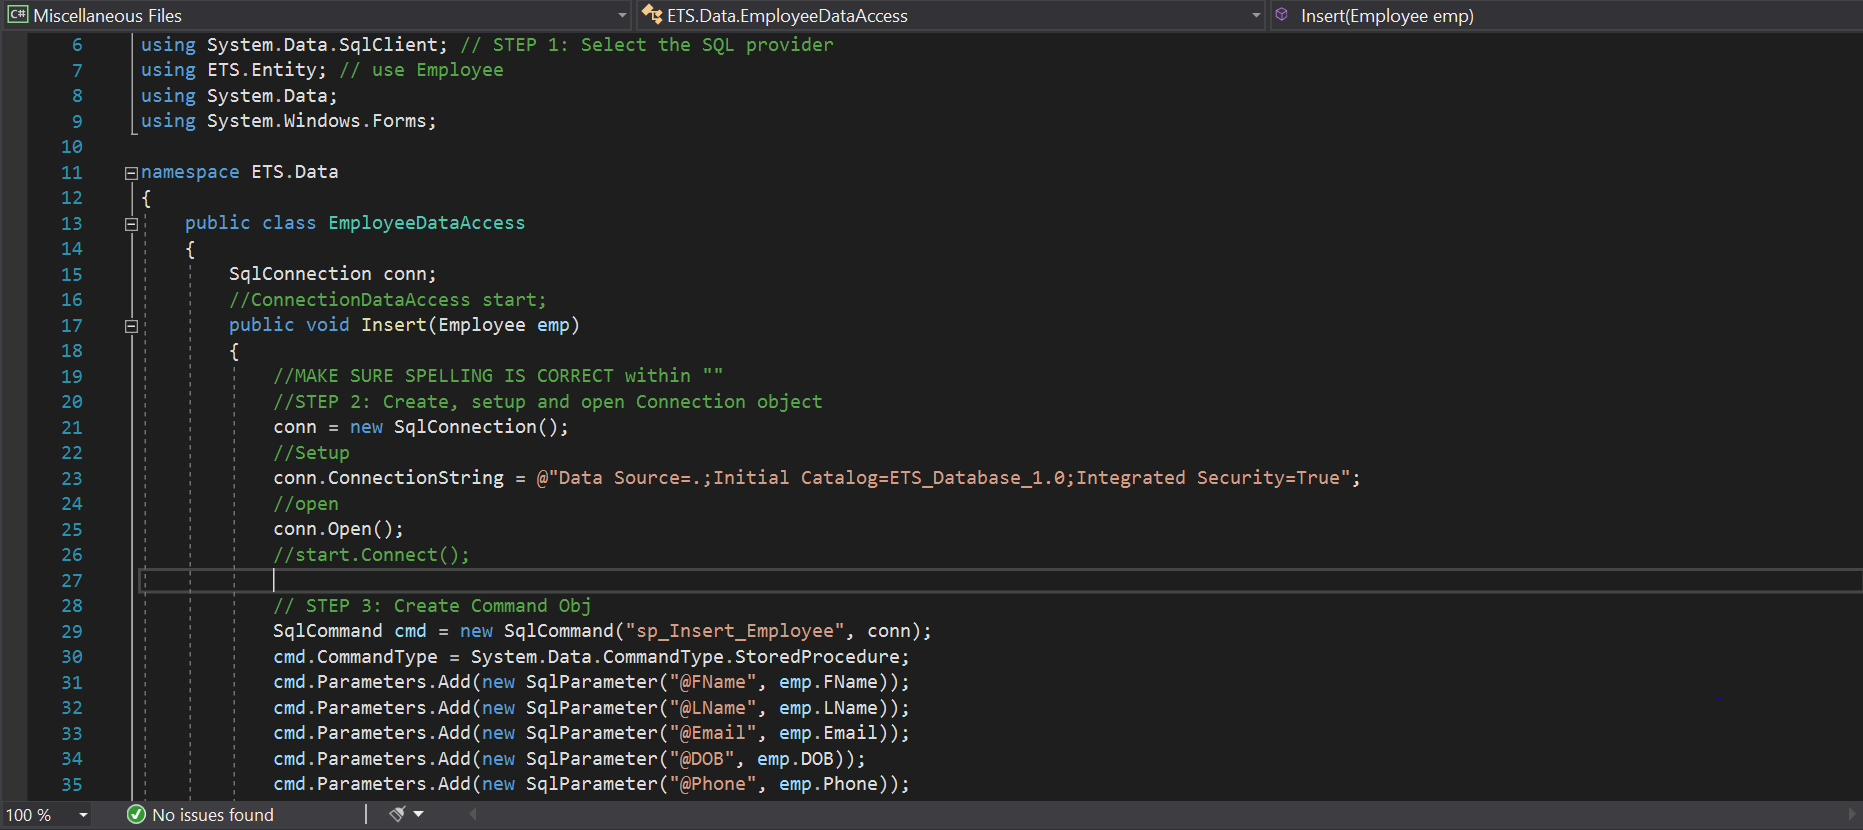 C# Miscellaneous Files ETS.Data.EmployeeDataAccess Insert(Employee emp)
6 using System.Data.SqlClient; // STEP 1: Select the SQL provider
7 using ETS.Entity; // use Employee
8 using System.Data;
9 using System.Windows.Forms;
10
11 namespace ETS.Data
12 {
13 public class EmployeeDataAccess
14 {
15 SqlConnection conn;
16 //ConnectionDataAccess start;
17 public void Insert(Employee emp)
18 {
19 //MAKE SURE SPELLING IS CORRECT within ""
20 //STEP 2: Create, setup and open Connection object
21 conn = new SqlConnection();
22 //Setup
23 conn.ConnectionString = @"Data Source=.;Initial Catalog=ETS_Database_1.0;Integrated Security=True";
24 //open
25 conn.Open();
26 //start.Connect();
27
28 // STEP 3: Create Command Obj
29 SqlCommand cmd = new SqlCommand("sp_Insert_Employee", conn);
30 cmd.CommandType = System.Data.CommandType.StoredProcedure;
31 cmd.Parameters.Add(new SqlParameter("@FName", emp.FName));
32 cmd.Parameters.Add(new SqlParameter("@LName", emp.LName));
33 cmd.Parameters.Add(new SqlParameter("@Email", emp.Email));
34 cmd.Parameters.Add(new SqlParameter("@DOB", emp.DOB));
35 cmd.Parameters.Add(new SqlParameter("@Phone", emp.Phone));
100 % No issues found